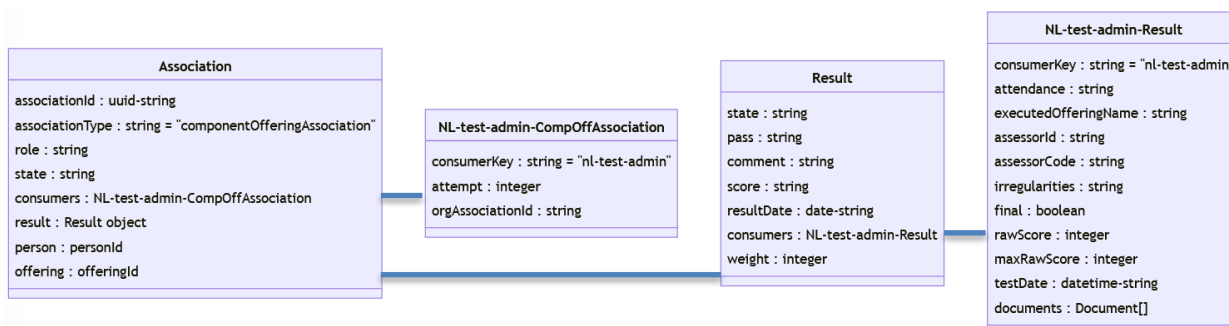 Association
associationId : uuid-string
associationType : string = "componentOfferingAssociation"
role : string
state : string
consumers : NL-test-admin-CompOffAssociation
result : Result object
person : personId
offering : offeringId
NL-test-admin-CompOffAssociation
consumerKey : string = "nl-test-admin"
attempt : integer
orgAssociationId : string
Result
state : string
pass : string
comment : string
score : string
resultDate : date-string
consumers : NL-test-admin-Result
weight : integer
NL-test-admin-Result
consumerKey : string = "nl-test-admin
attendance : string
executedOfferingName : string
assessorId : string
assessorCode : string
irregularities : string
final : boolean
rawScore : integer
maxRawScore : integer
testDate : datetime-string
documents : Document[]